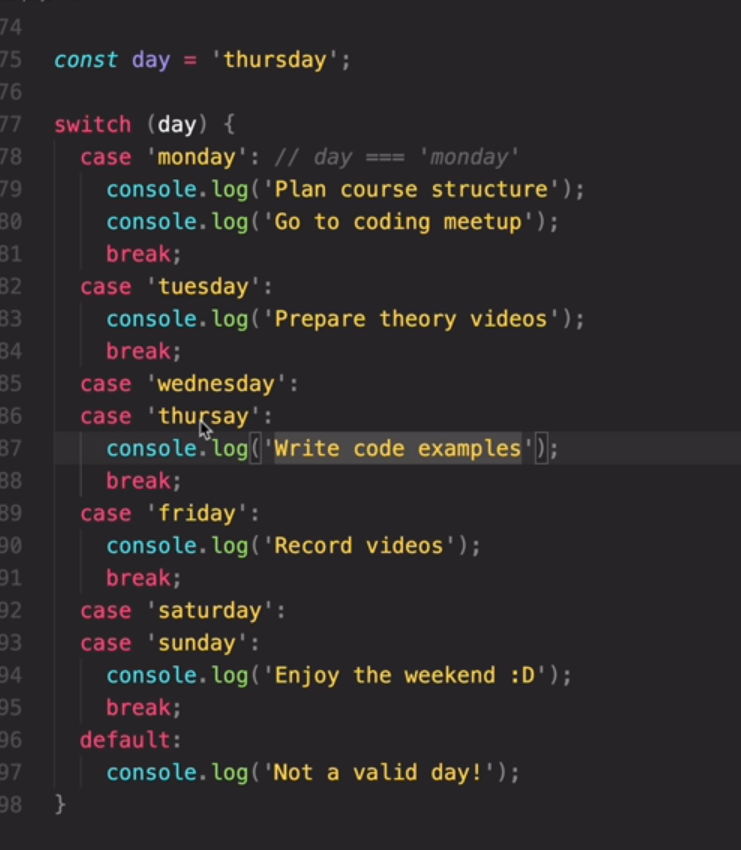 74
75 const day = 'thursday';
76
77 switch (day) {
78 case 'monday': // day === 'monday'
79 console.log('Plan course structure');
80 console.log('Go to coding meetup');
81 break;
82 case 'tuesday':
83 console.log('Prepare theory videos');
84 break;
85 case 'wednesday':
86 case 'thursay':
87 console.log('Write code examples');
88 break;
89 case 'friday':
90 console.log('Record videos');
91 break;
92 case 'saturday':
93 case 'sunday':
94 console.log('Enjoy the weekend :D');
95 break;
96 default:
97 console.log('Not a valid day!');
98 }